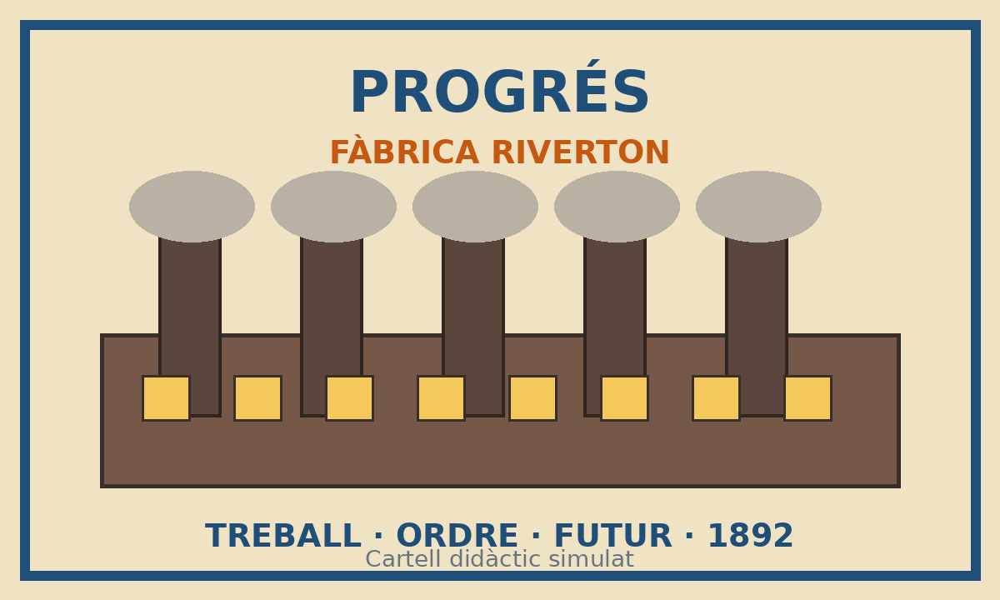 PROGRÉS
FÀBRICA RIVERTON
TREBALL · ORDRE · FUTUR · 1892
Cartell didàctic simulat